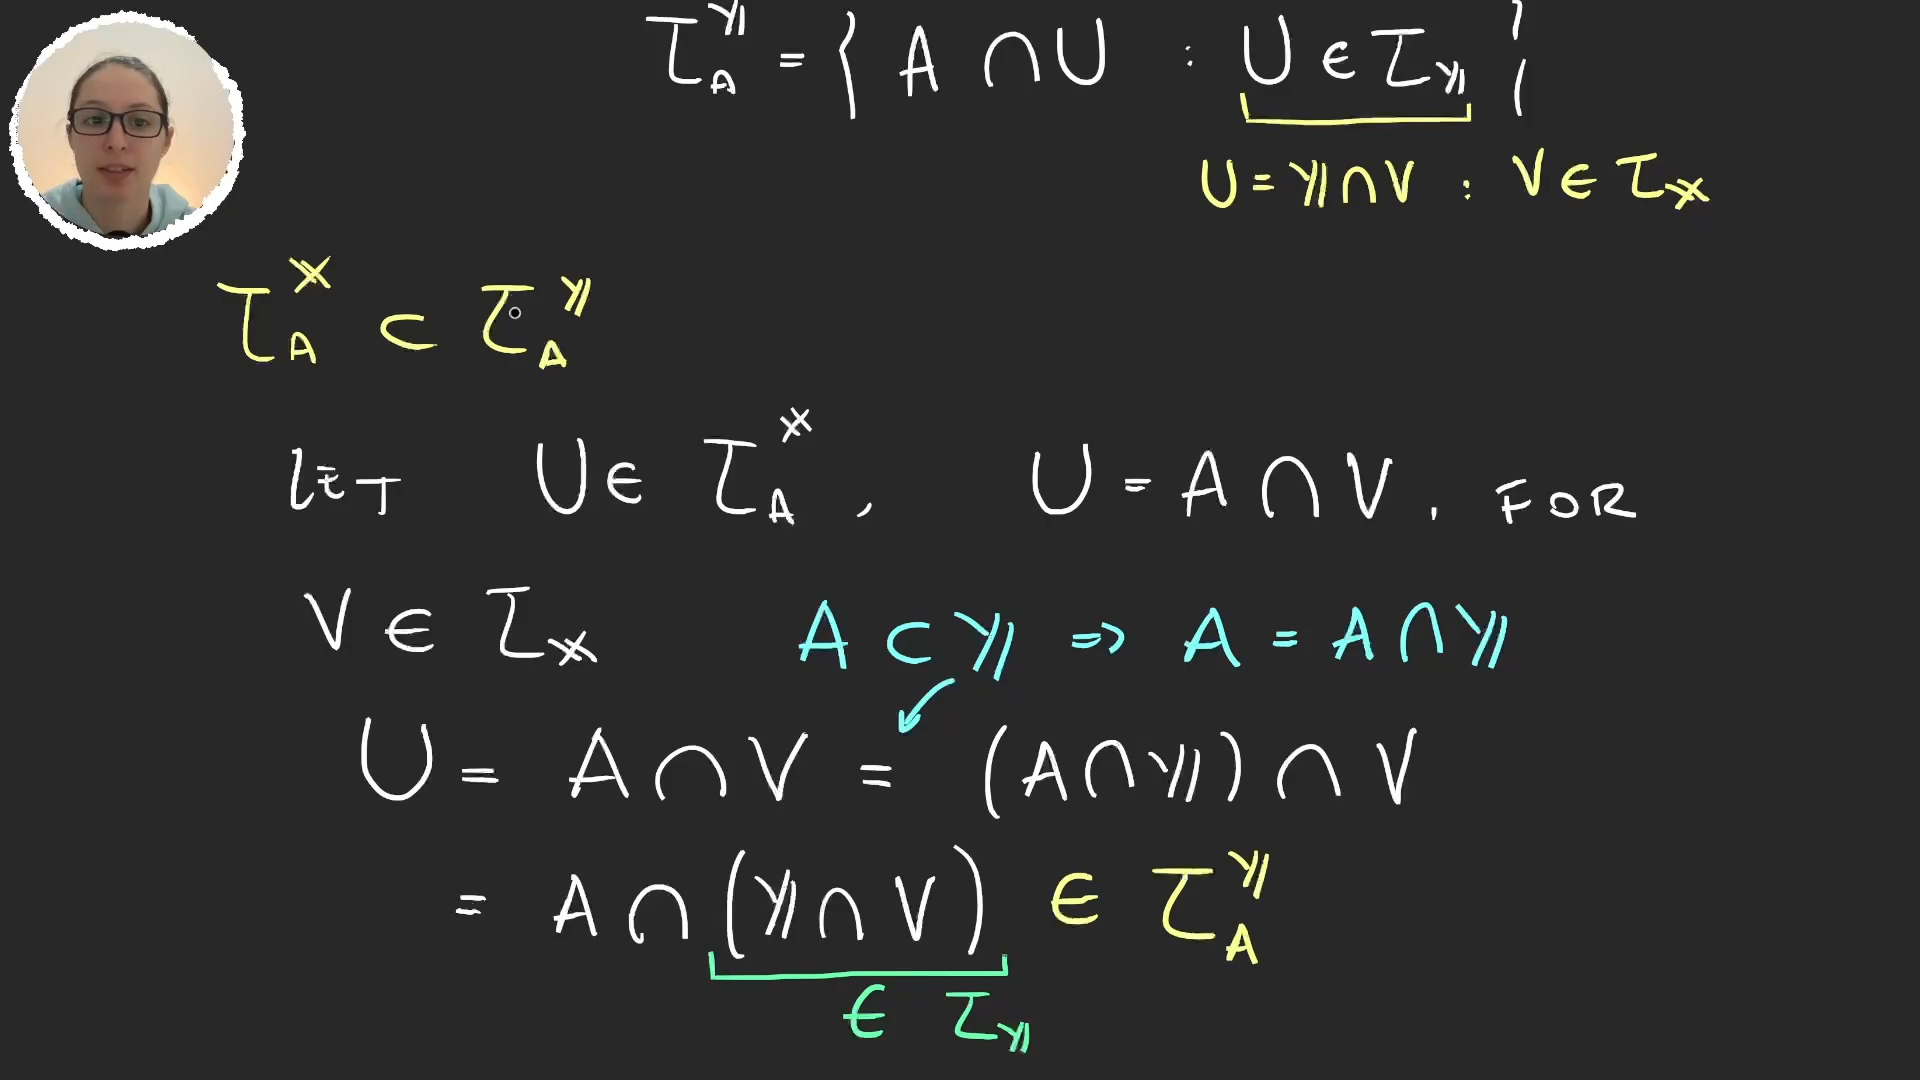 τ_A^Y = { A ∩ U : U ∈ τ_Y }
U = Y ∩ V : V ∈ τ_X
τ_A^X ⊂ τ_A^Y
LET U ∈ τ_A^X , U = A ∩ V , FOR
V ∈ τ_X A ⊂ Y => A = A ∩ Y
U = A ∩ V = (A ∩ Y) ∩ V
= A ∩ (Y ∩ V) ∈ τ_A^Y
∈ τ_Y